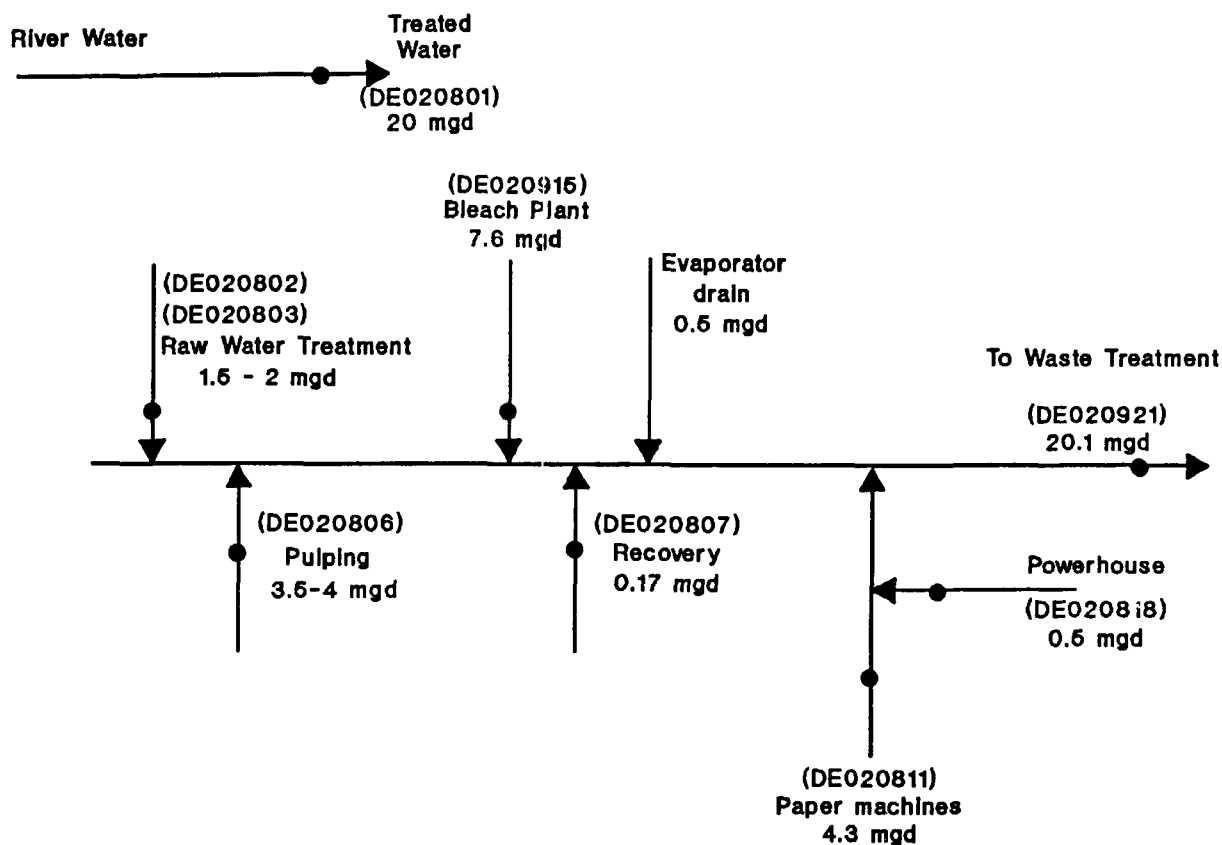 River Water
Treated
Water
(DE020801)
20 mgd
(DE020915)
Bleach Plant
7.6 mgd
(DE020802)
(DE020803)
Raw Water Treatment
1.5 - 2 mgd
Evaporator
drain
0.5 mgd
To Waste Treatment
(DE020921)
20.1 mgd
(DE020806)
Pulping
3.5-4 mgd
(DE020807)
Recovery
0.17 mgd
Powerhouse
(DE020818)
0.5 mgd
(DE020811)
Paper machines
4.3 mgd